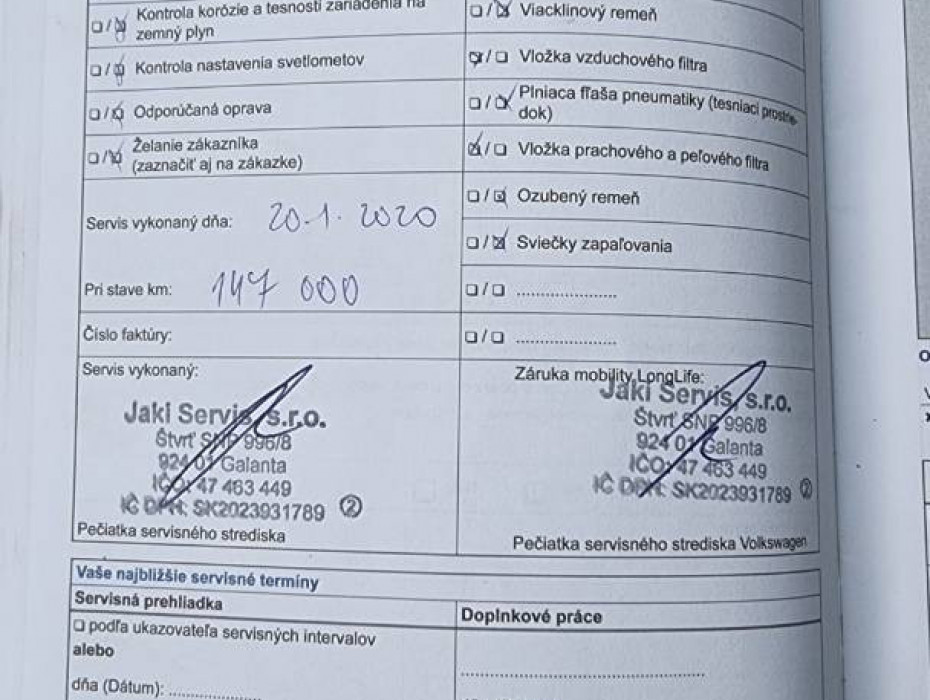 Kontrola korózie a tesnosti zariadenia na
zemný plyn
Kontrola nastavenia svetlometov
Odporúčaná oprava
Želanie zákazníka
(zaznačiť aj na zákazke)
Servis vykonaný dňa: 20.1.2020
Pri stave km: 147 000
Číslo faktúry:
Servis vykonaný:
Jaki Servis, s.r.o.
Štvrť SNP 996/8
924 01 Galanta
IČO: 47 463 449
IČ DPH: SK2023931789 2
Pečiatka servisného strediska
Viacklinový remeň
Vložka vzduchového filtra
Plniaca fľaša pneumatiky (tesniaci prostrie-
dok)
Vložka prachového a peľového filtra
Ozubený remeň
Sviečky zapaľovania
/ ......................
/ ......................
Záruka mobility LongLife:
Jaki Servis, s.r.o.
Štvrť SNP 996/8
924 01 Galanta
IČO: 47 463 449
IČ DPH: SK2023931789 2
Pečiatka servisného strediska Volkswagen
Vaše najbližšie servisné termíny
Servisná prehliadka
podľa ukazovateľa servisných intervalov
alebo
dňa (Dátum): ......................
Doplnkové práce